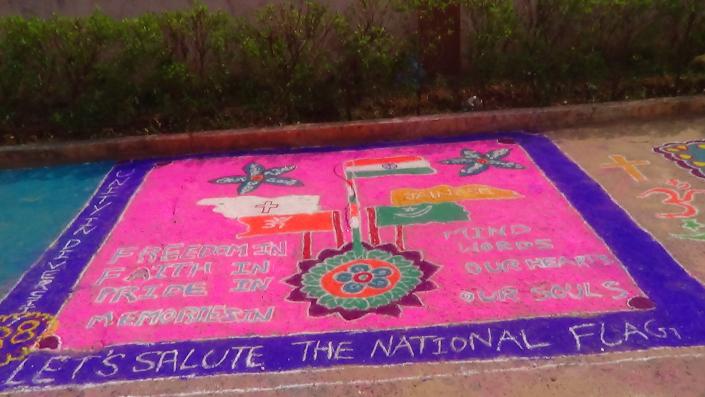 UNITY IN DIVERSITY
FREEDOM IN MIND
FAITH IN WORDS
PRIDE IN OUR HEARTS
MEMORIES IN OUR SOULS
LET'S SALUTE THE NATIONAL FLAG